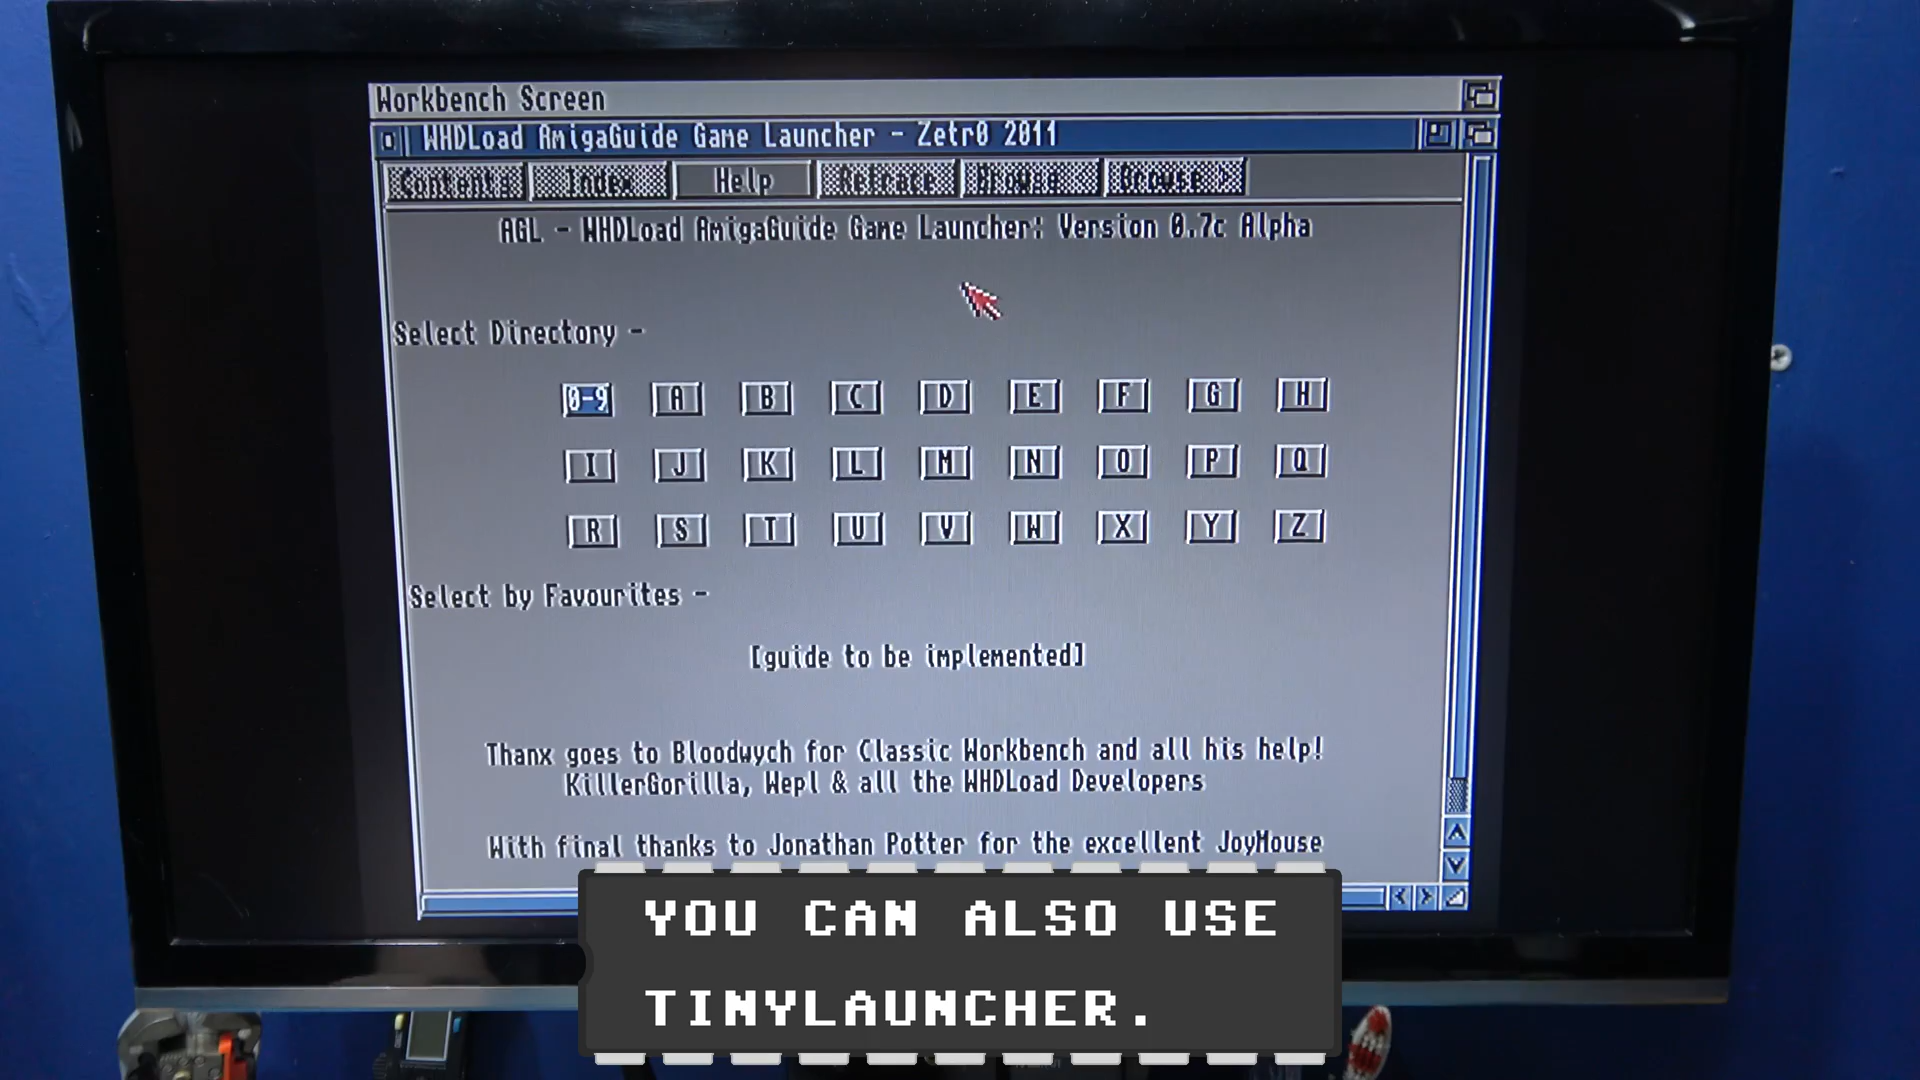 Workbench Screen
WHDLoad AmigaGuide Game Launcher - Zetr0 2011
Contents Index Help Retrace Browse < Browse >
AGL - WHDLoad AmigaGuide Game Launcher: Version 0.7c Alpha
Select Directory -
0-9 A B C D E F G H
I J K L M N O P Q
R S T U V W X Y Z
Select by Favourites -
[guide to be implemented]
Thanx goes to Bloodwych for Classic Workbench and all his help!
KillerGorilla, Wepl & all the WHDLoad Developers
With final thanks to Jonathan Potter for the excellent JoyMouse
YOU CAN ALSO USE
TINYLAUNCHER.